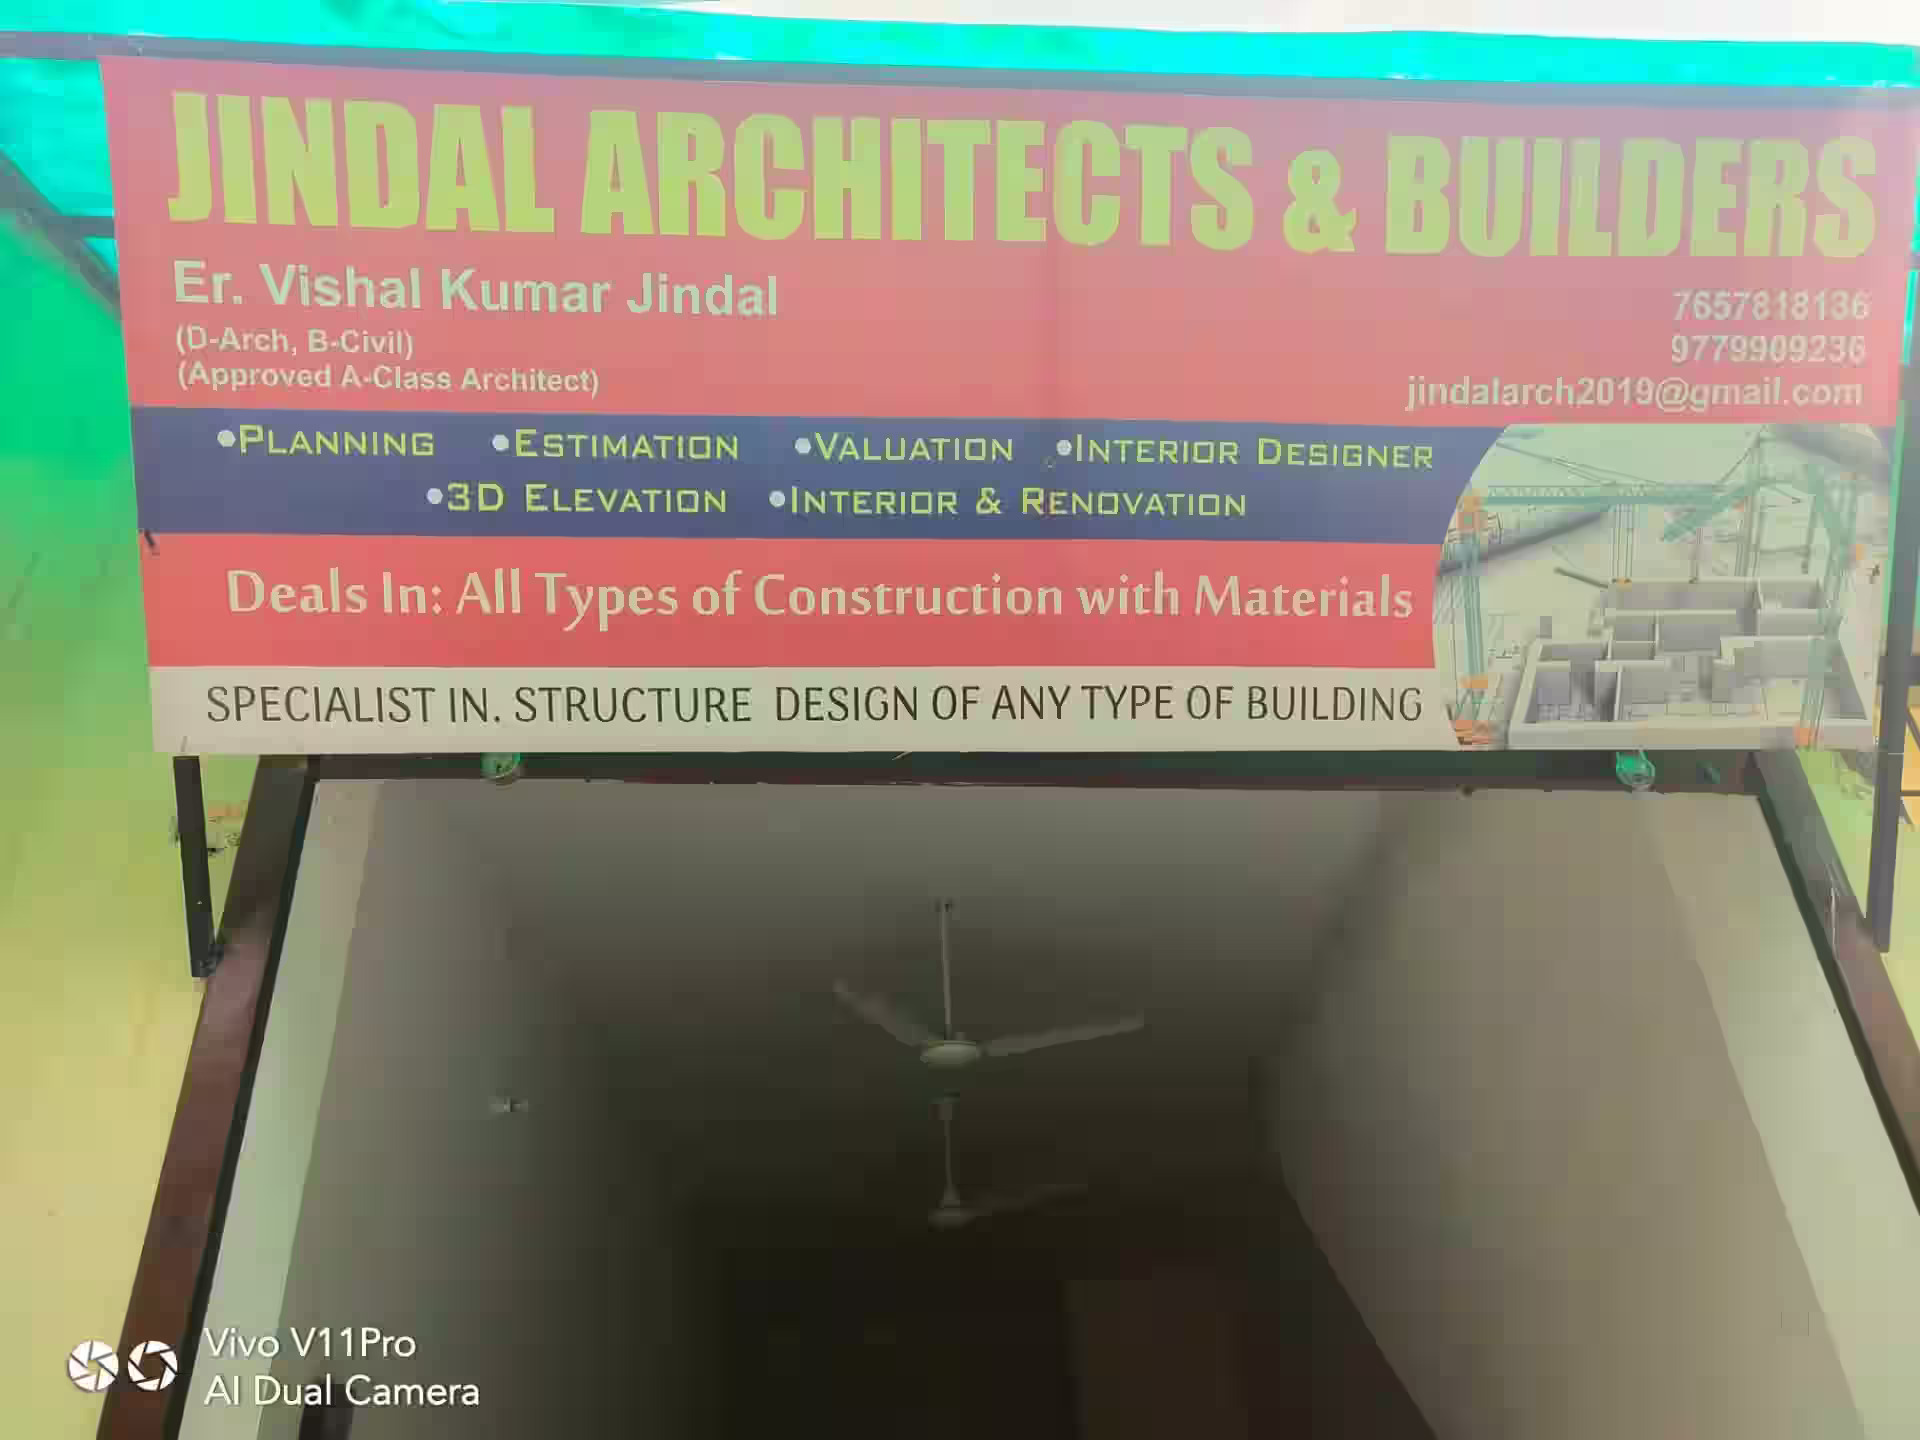 JINDAL ARCHITECTS & BUILDERS
Er. Vishal Kumar Jindal
(D-Arch, B-Civil)
(Approved A-Class Architect)
7657818136
9779909236
jindalarch2019@gmail.com
•PLANNING •ESTIMATION •VALUATION •INTERIOR DESIGNER
•3D ELEVATION •INTERIOR & RENOVATION
Deals In: All Types of Construction with Materials
SPECIALIST IN. STRUCTURE DESIGN OF ANY TYPE OF BUILDING
Vivo V11Pro
AI Dual Camera